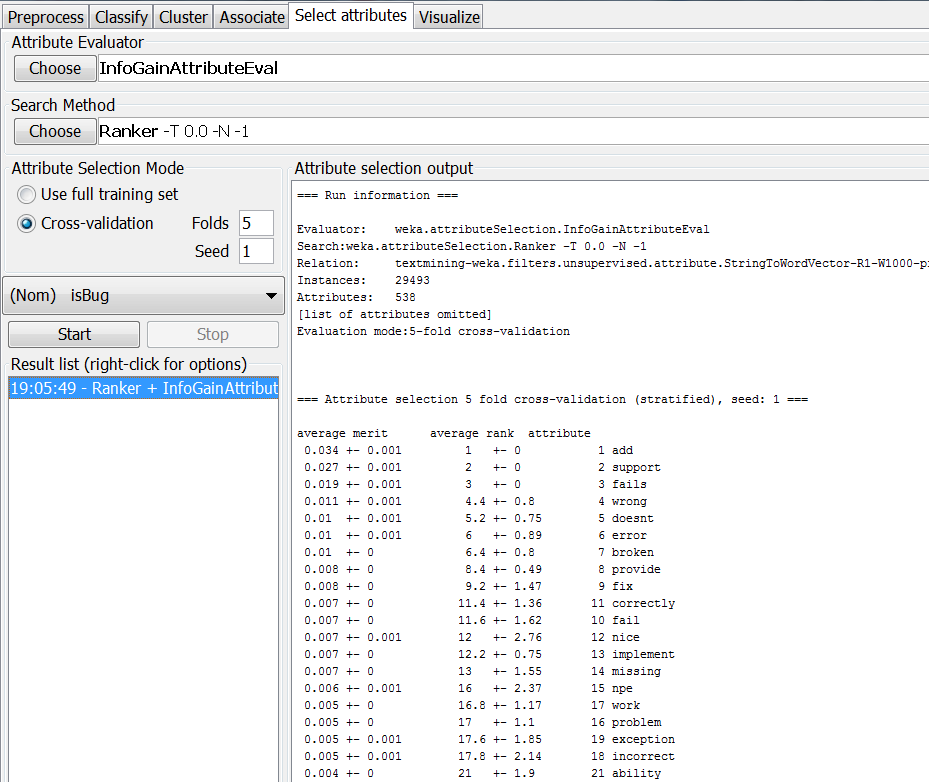 Preprocess Classify Cluster Associate Select attributes Visualize
Attribute Evaluator
Choose InfoGainAttributeEval
Search Method
Choose Ranker -T 0.0 -N -1
Attribute Selection Mode
Use full training set
Cross-validation Folds 5
Seed 1
(Nom) isBug
Start Stop
Result list (right-click for options)
19:05:49 - Ranker + InfoGainAttribut
Attribute selection output
=== Run information ===
Evaluator: weka.attributeSelection.InfoGainAttributeEval
Search:weka.attributeSelection.Ranker -T 0.0 -N -1
Relation: textmining-weka.filters.unsupervised.attribute.StringToWordVector-R1-W1000-p
Instances: 29493
Attributes: 538
[list of attributes omitted]
Evaluation mode:5-fold cross-validation
=== Attribute selection 5 fold cross-validation (stratified), seed: 1 ===
average merit average rank attribute
0.034 +- 0.001 1 +- 0 1 add
0.027 +- 0.001 2 +- 0 2 support
0.019 +- 0.001 3 +- 0 3 fails
0.011 +- 0.001 4.4 +- 0.8 4 wrong
0.01 +- 0.001 5.2 +- 0.75 5 doesnt
0.01 +- 0.001 6 +- 0.89 6 error
0.01 +- 0 6.4 +- 0.8 7 broken
0.008 +- 0 8.4 +- 0.49 8 provide
0.008 +- 0 9.2 +- 1.47 9 fix
0.007 +- 0 11.4 +- 1.36 11 correctly
0.007 +- 0 11.6 +- 1.62 10 fail
0.007 +- 0.001 12 +- 2.76 12 nice
0.007 +- 0 12.2 +- 0.75 13 implement
0.007 +- 0 13 +- 1.55 14 missing
0.006 +- 0.001 16 +- 2.37 15 npe
0.005 +- 0 16.8 +- 1.17 17 work
0.005 +- 0 17 +- 1.1 16 problem
0.005 +- 0.001 17.6 +- 1.85 19 exception
0.005 +- 0.001 17.8 +- 2.14 18 incorrect
0.004 +- 0 21 +- 1.9 21 ability